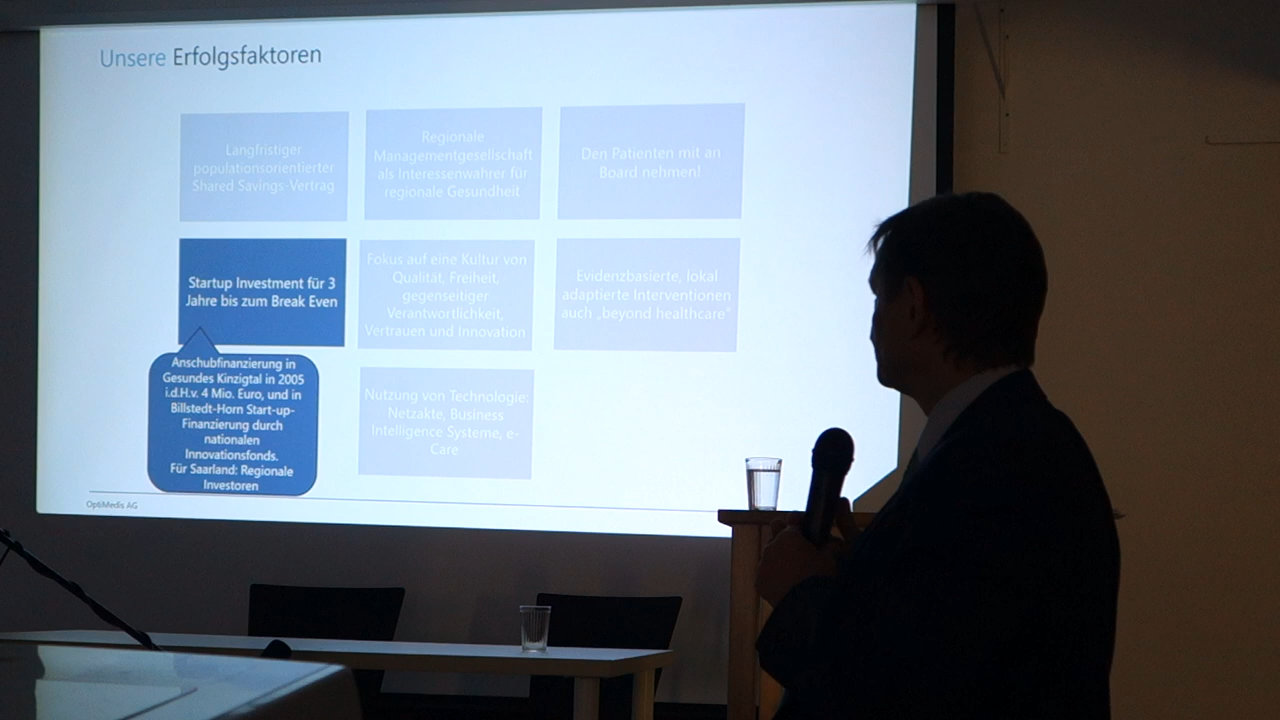 Unsere Erfolgsfaktoren
Langfristiger
populationsorientierter
Shared Savings-Vertrag
Regionale
Managementgesellschaft
als Interessenwahrer für
regionale Gesundheit
Den Patienten mit an
Board nehmen!
Startup Investment für 3
Jahre bis zum Break Even
Fokus auf eine Kultur von
Qualität, Freiheit,
gegenseitiger
Verantwortlichkeit,
Vertrauen und Innovation
Evidenzbasierte, lokal
adaptierte Interventionen
auch „beyond healthcare“
Anschubfinanzierung in
Gesundes Kinzigtal in 2005
i.d.H.v. 4 Mio. Euro, und in
Billstedt-Horn Start-up-
Finanzierung durch
nationalen
Innovationsfonds.
Für Saarland: Regionale
Investoren
Nutzung von Technologie:
Netzakte, Business
Intelligence Systeme, e-
Care
OptiMedis AG